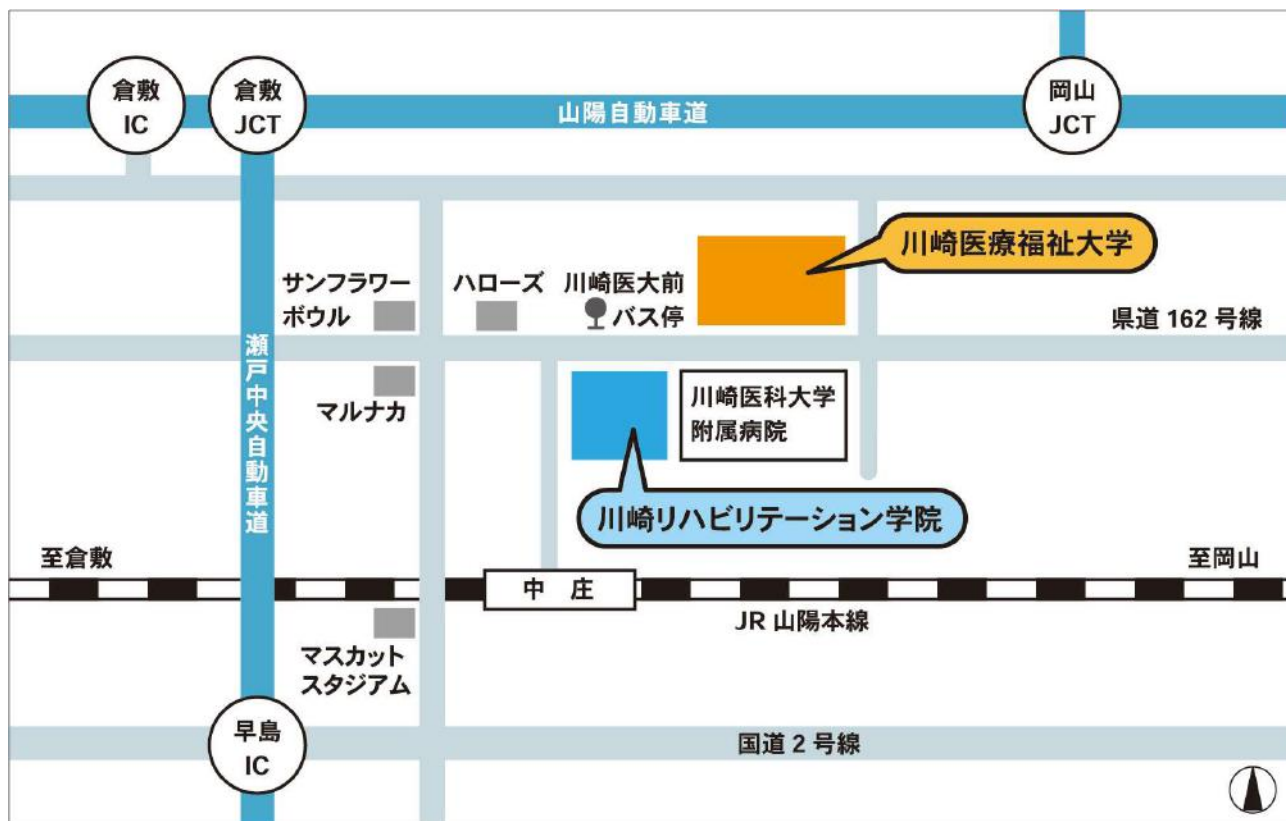 倉敷
IC
倉敷
JCT
山陽自動車道
岡山
JCT
川崎医療福祉大学
サンフラワー
ボウル
ハローズ
川崎医大前
バス停
県道 162 号線
瀬戸中央自動車道
マルナカ
川崎医科大学
附属病院
川崎リハビリテーション学院
至倉敷
至岡山
中 庄
JR 山陽本線
マスカット
スタジアム
早島
IC
国道 2 号線